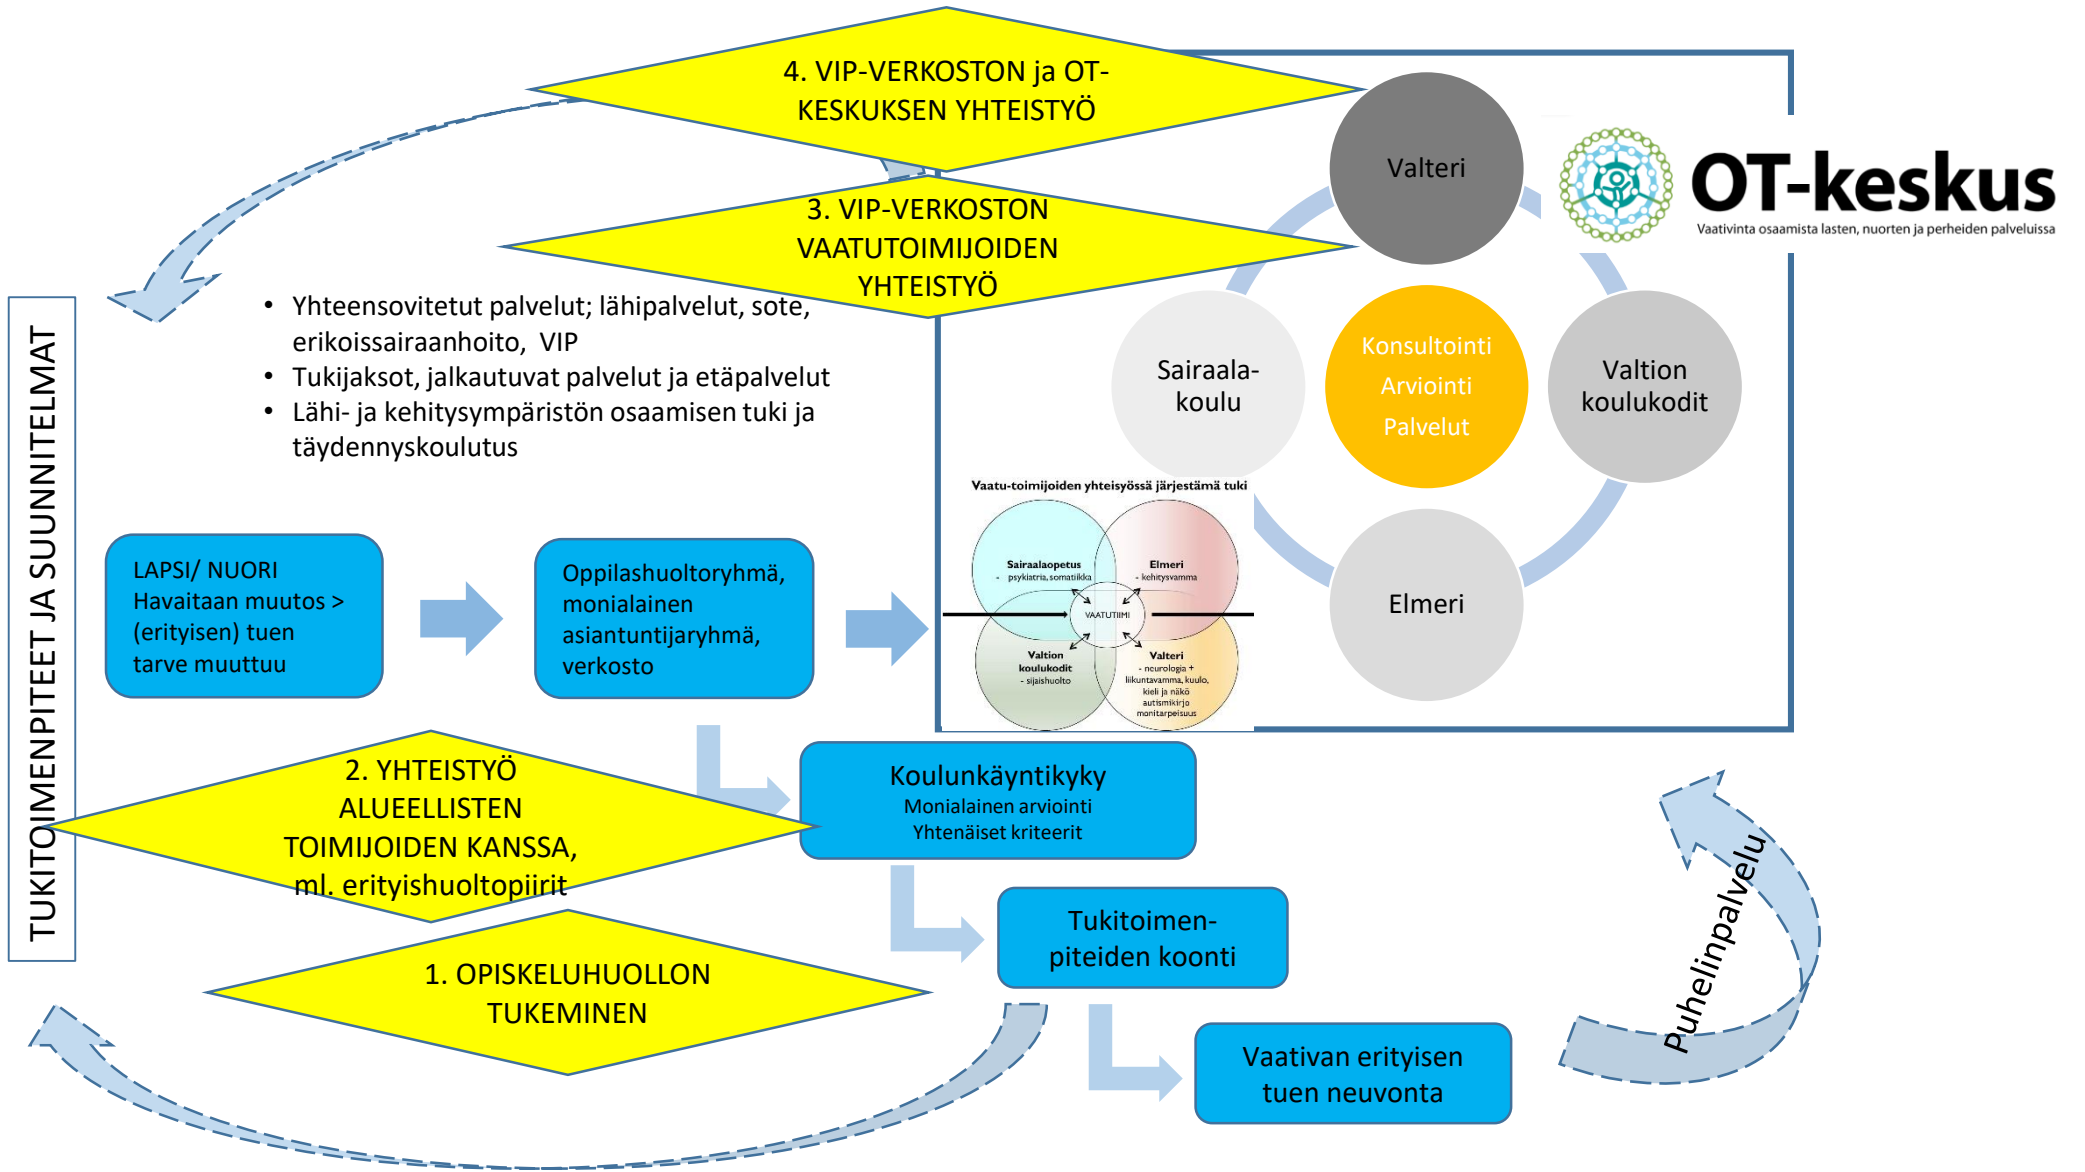 4. VIP-VERKOSTON ja OT-
KESKUKSEN YHTEISTYÖ
3. VIP-VERKOSTON
VAATUTOIMIJOIDEN
YHTEISTYÖ
OT-keskus
Vaativinta osaamista lasten, nuorten ja perheiden palveluissa
Valteri
Sairaala-
koulu
Konsultointi
Arviointi
Palvelut
Valtion
koulukodit
Elmeri
TUKITOIMENPITEET JA SUUNNITELMAT
• Yhteensovitetut palvelut; lähipalvelut, sote,
erikoissairaanhoito, VIP
• Tukijaksot, jalkautuvat palvelut ja etäpalvelut
• Lähi- ja kehitysympäristön osaamisen tuki ja
täydennyskoulutus
LAPSI/ NUORI
Havaitaan muutos >
(erityisen) tuen
tarve muuttuu
Oppilashuoltoryhmä,
monialainen
asiantuntijaryhmä,
verkosto
Vaatu-toimijoiden yhteisyössä järjestämä tuki
Sairaalaopetus
- psykiatria, somatiikka
Elmeri
- kehitysvamma
VAATUTIIMI
Valtion
koulukodit
- sijaishuolto
Valteri
- neurologia +
liikuntavamma, kuulo,
kieli ja näkö
autismikirjo
monitarpeisuus
2. YHTEISTYÖ
ALUEELLISTEN
TOIMIJOIDEN KANSSA,
ml. erityishuoltopiirit
Koulunkäyntikyky
Monialainen arviointi
Yhtenäiset kriteerit
1. OPISKELUHUOLLON
TUKEMINEN
Tukitoimen-
piteiden koonti
Vaativan erityisen
tuen neuvonta
Puhelinpalvelu